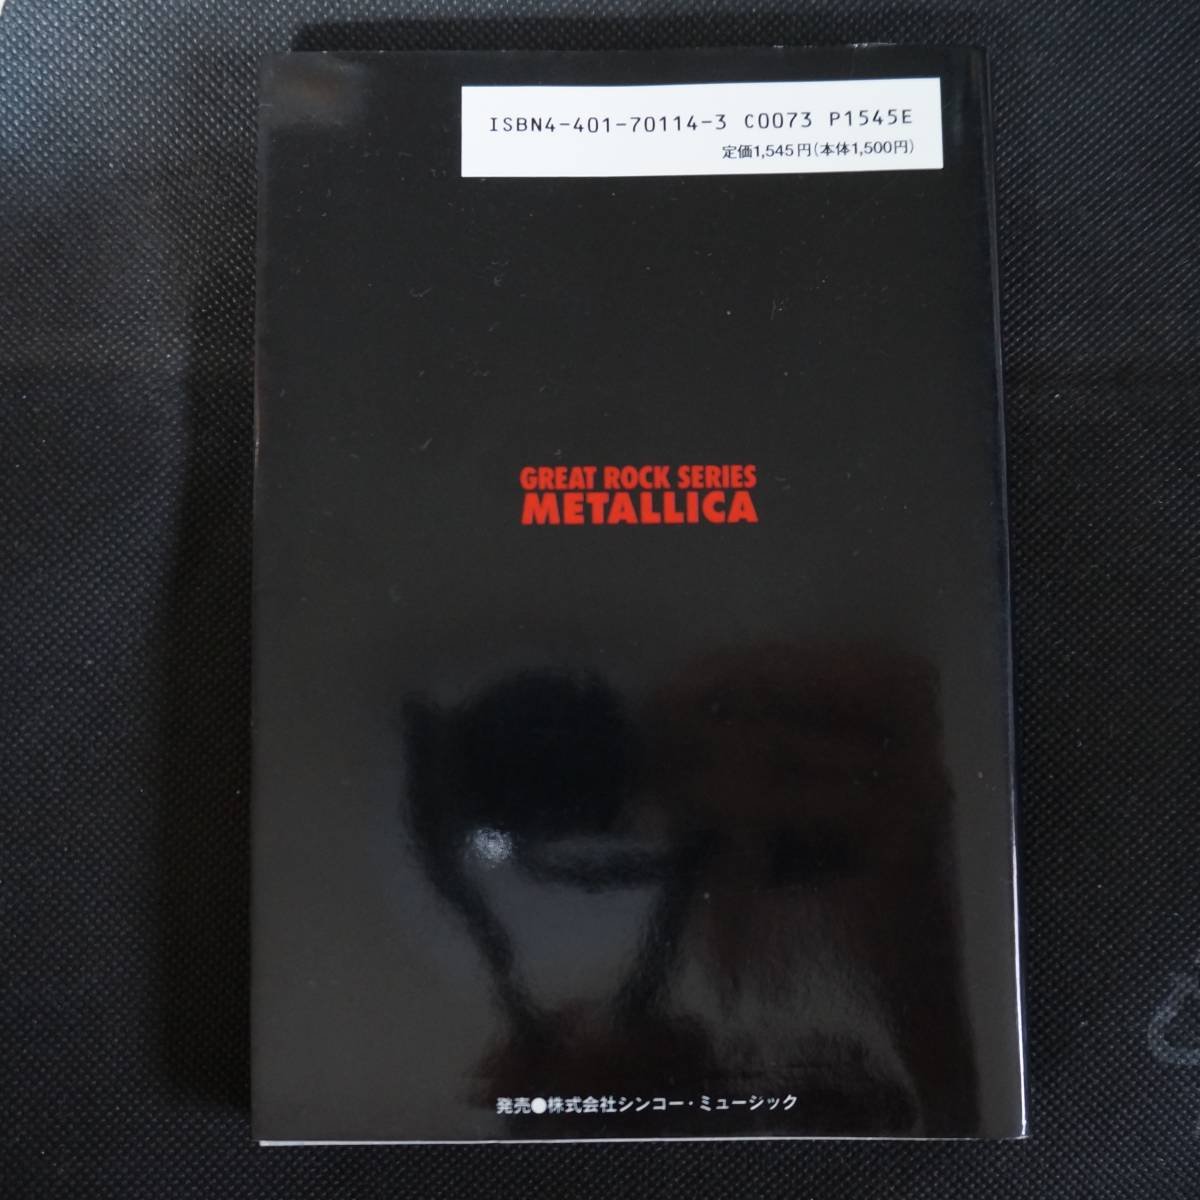 ISBN4-401-70114-3 C0073 P1545E
定価1,545円(本体1,500円)
GREAT ROCK SERIES
METALLICA
発売●株式会社シンコー・ミュージック